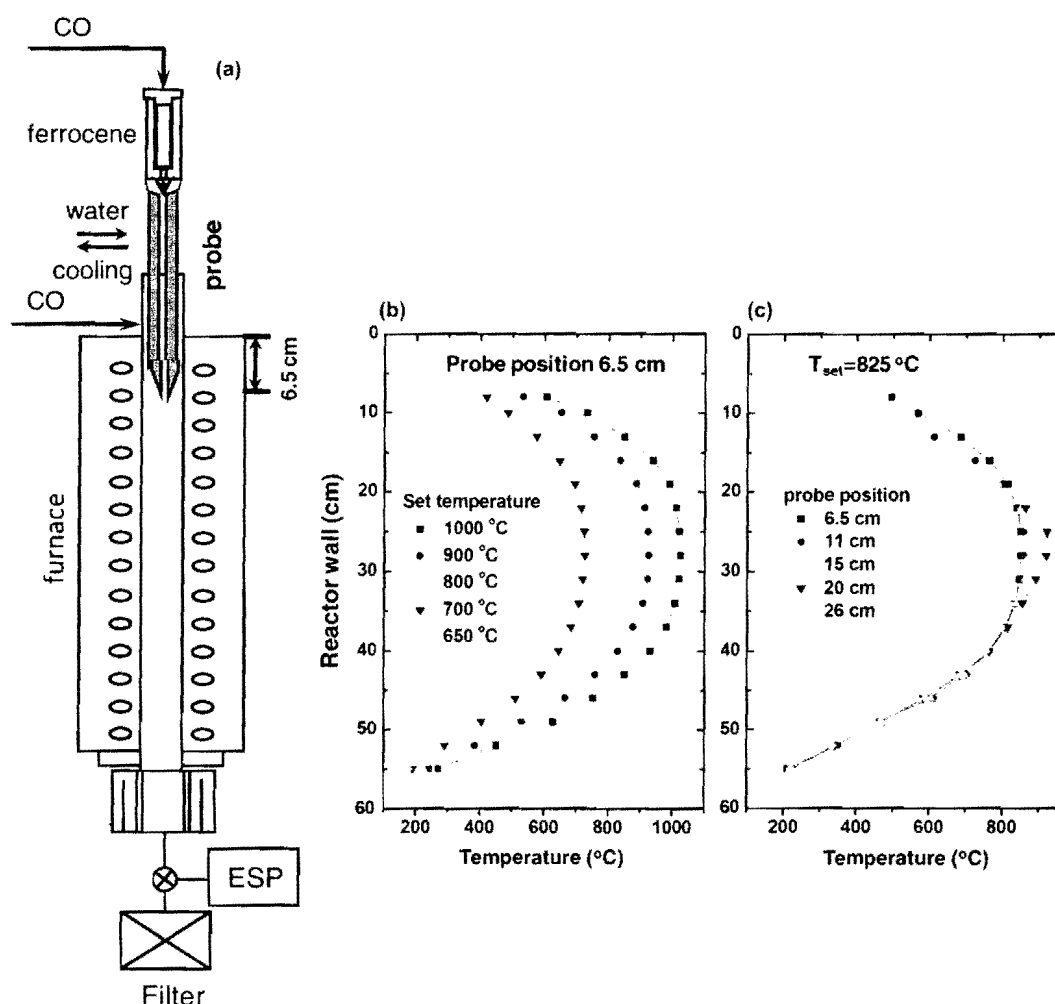 CO
(a)
ferrocene
water
cooling
probe
CO
6.5 cm
furnace
ESP
Filter
(b)
Probe position 6.5 cm
Set temperature
1000 °C
900 °C
800 °C
700 °C
650 °C
Reactor wall (cm)
0
10
20
30
40
50
60
200 400 600 800 1000
Temperature (°C)
(c)
T_set=825 °C
probe position
6.5 cm
11 cm
15 cm
20 cm
26 cm
0
10
20
30
40
50
60
200 400 600 800
Temperature (°C)